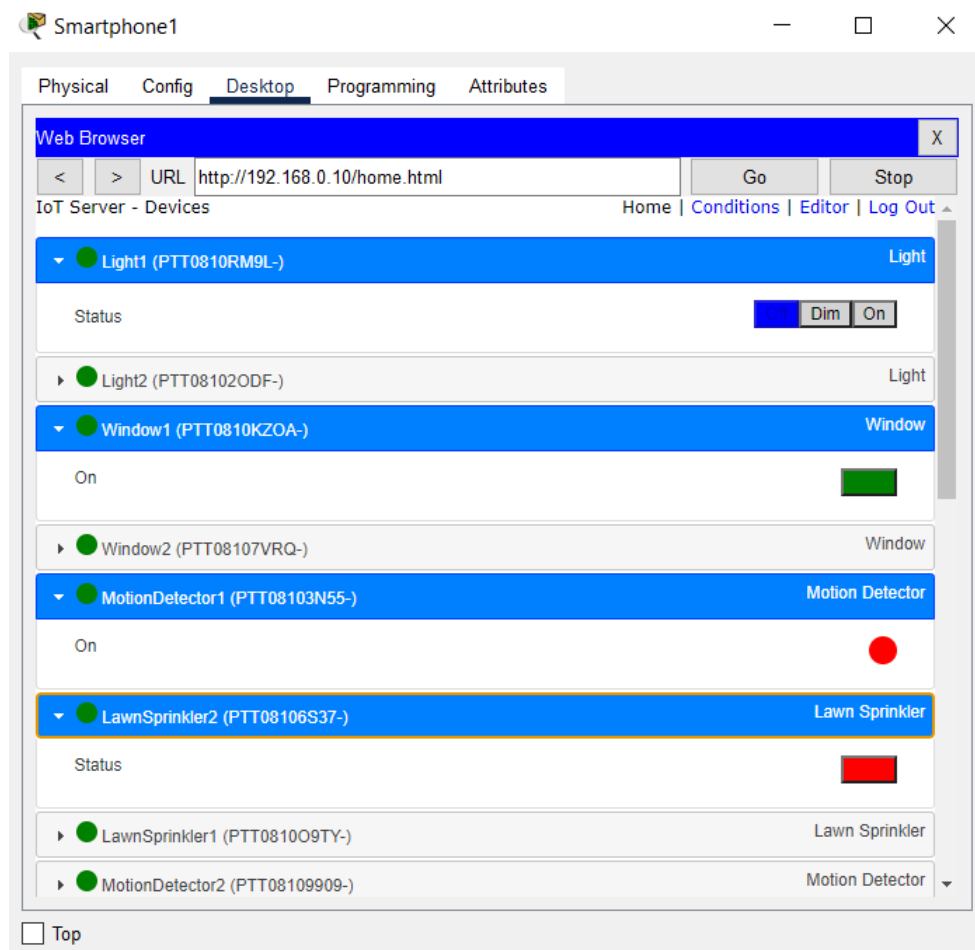 Smartphone1
Physical Config Desktop Programming Attributes
Web Browser X
< > URL http://192.168.0.10/home.html Go Stop
IoT Server - Devices Home | Conditions | Editor | Log Out
Light1 (PTT0810RM9L-) Light
Status Off Dim On
Light2 (PTT08102ODF-) Light
Window1 (PTT0810KZOA-) Window
On
Window2 (PTT08107VRQ-) Window
MotionDetector1 (PTT08103N55-) Motion Detector
On
LawnSprinkler2 (PTT08106S37-) Lawn Sprinkler
Status
LawnSprinkler1 (PTT0810O9TY-) Lawn Sprinkler
MotionDetector2 (PTT08109909-) Motion Detector
Top